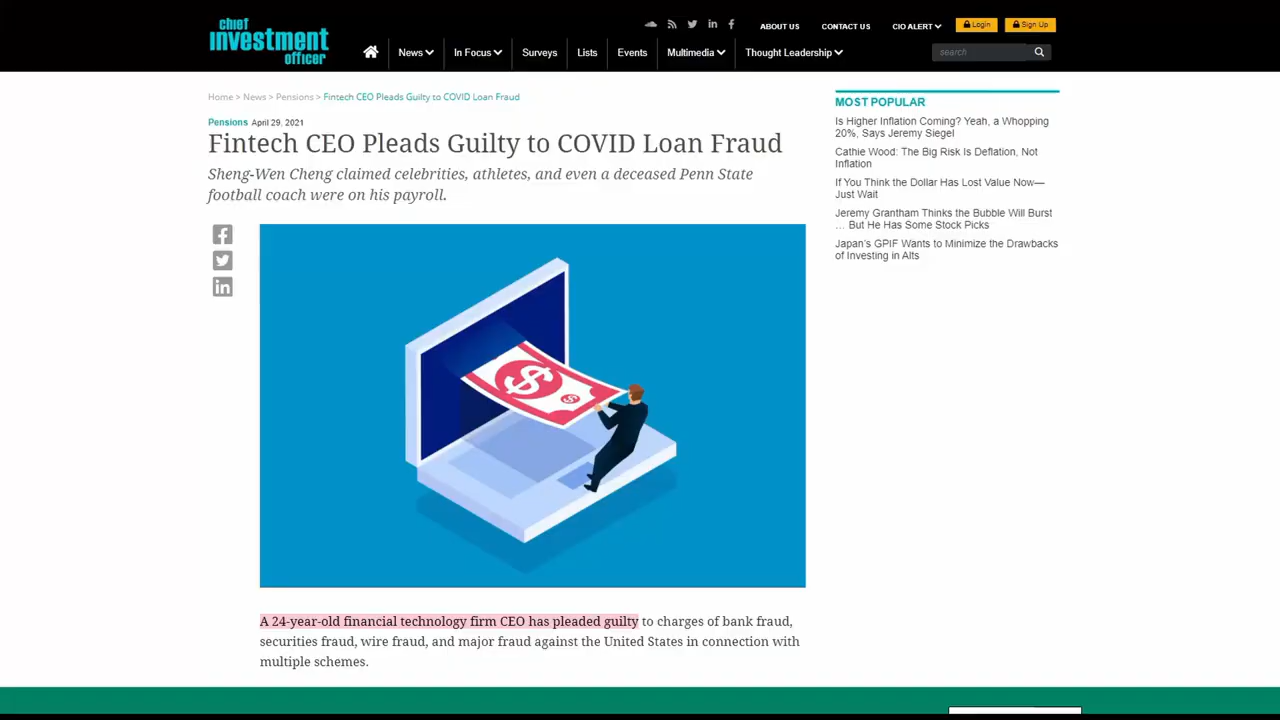 chief
investment
officer
ABOUT US CONTACT US CIO ALERT Login Sign Up
News In Focus Surveys Lists Events Multimedia Thought Leadership search
Home > News > Pensions > Fintech CEO Pleads Guilty to COVID Loan Fraud
Pensions April 29, 2021
Fintech CEO Pleads Guilty to COVID Loan Fraud
Sheng-Wen Cheng claimed celebrities, athletes, and even a deceased Penn State
football coach were on his payroll.
A 24-year-old financial technology firm CEO has pleaded guilty to charges of bank fraud,
securities fraud, wire fraud, and major fraud against the United States in connection with
multiple schemes.
MOST POPULAR
Is Higher Inflation Coming? Yeah, a Whopping
20%, Says Jeremy Siegel
Cathie Wood: The Big Risk Is Deflation, Not
Inflation
If You Think the Dollar Has Lost Value Now—
Just Wait
Jeremy Grantham Thinks the Bubble Will Burst
… But He Has Some Stock Picks
Japan's GPIF Wants to Minimize the Drawbacks
of Investing in Alts